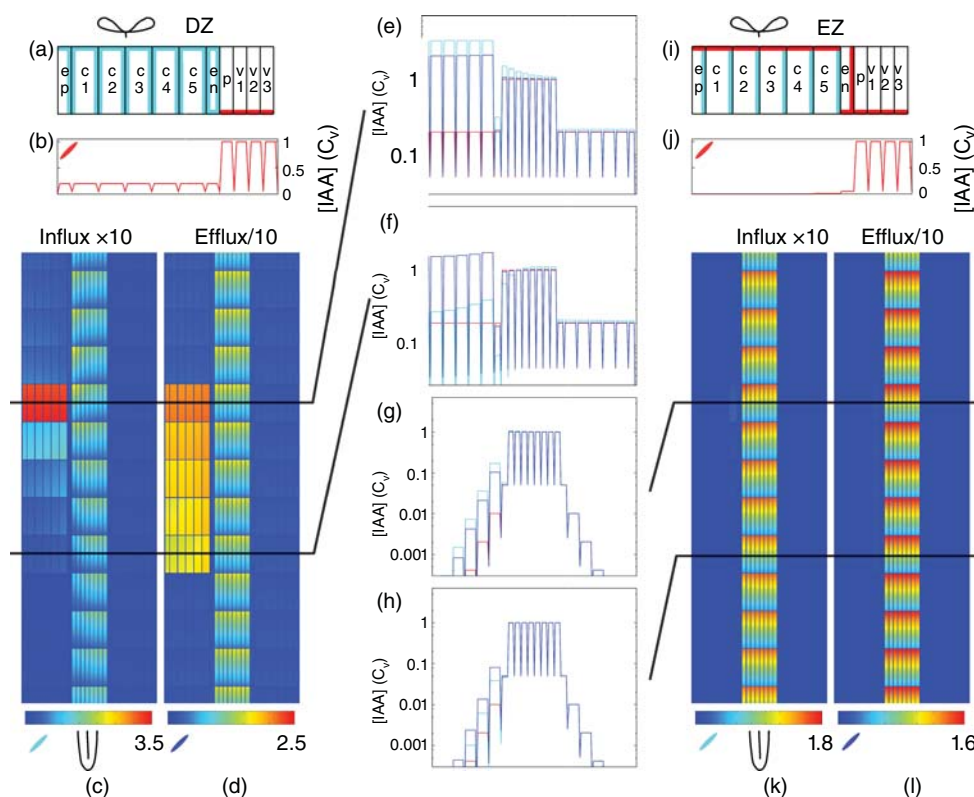 DZ
(a)
e p
c 1
c 2
c 3
c 4
c 5
e n
p
v 1
v 2
v 3
(b)
1
0.5
0
[IAA] (Cv)
Influx ×10
Efflux/10
3.5
2.5
(c)
(d)
(e)
[IAA] (Cv)
1
0.1
(f)
[IAA] (Cv)
1
0.1
(g)
[IAA] (Cv)
1
0.1
0.01
0.001
(h)
[IAA] (Cv)
1
0.1
0.01
0.001
EZ
(i)
e p
c 1
c 2
c 3
c 4
c 5
e n
p
v 1
v 2
v 3
(j)
1
0.5
0
[IAA] (Cv)
Influx ×10
Efflux/10
1.8
1.6
(k)
(l)